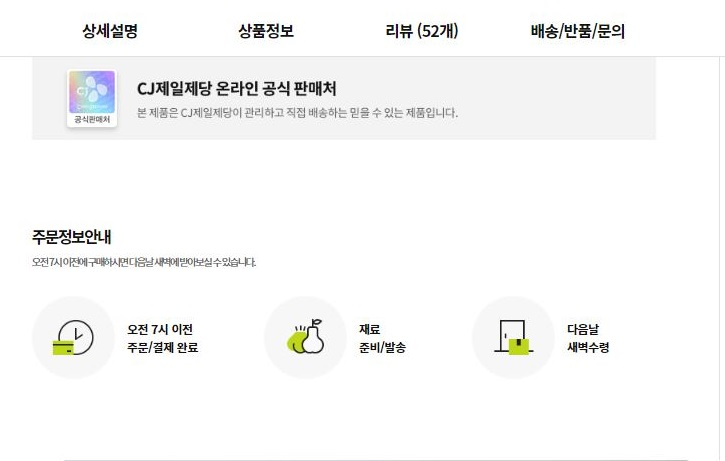 상세설명
상품정보
리뷰 (52개)
배송/반품/문의
CJ
공식판매처
CJ제일제당 온라인 공식 판매처
본 제품은 CJ제일제당이 관리하고 직접 배송하는 믿을 수 있는 제품입니다.
주문정보안내
오전 7시 이전에 구매하시면 다음날 새벽에 받아보실 수 있습니다.
오전 7시 이전
주문/결제 완료
재료
준비/발송
다음날
새벽수령